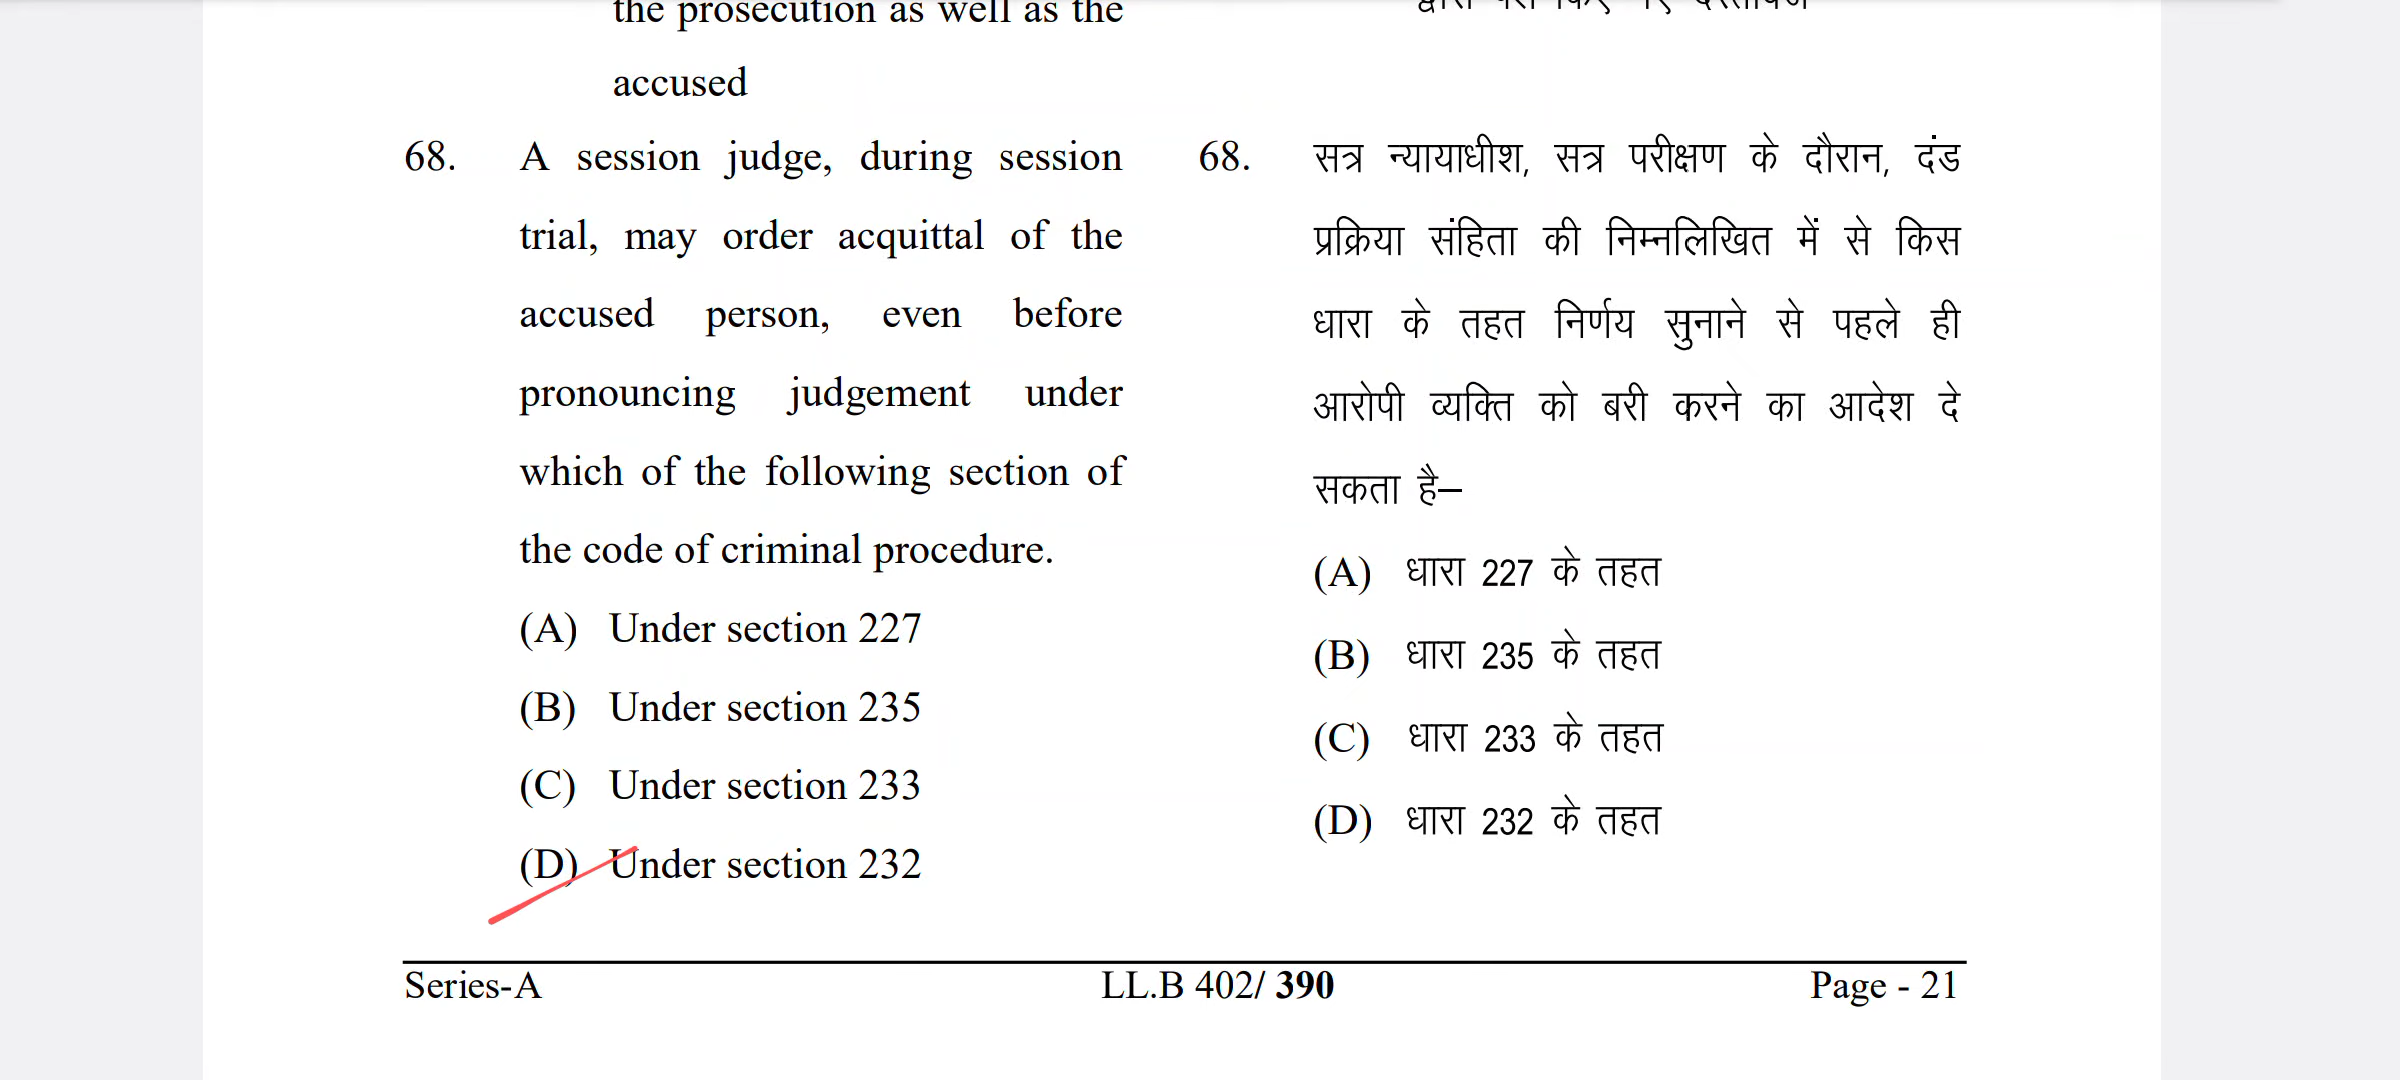 the prosecution as well as the
accused
68. A session judge, during session
trial, may order acquittal of the
accused person, even before
pronouncing judgement under
which of the following section of
the code of criminal procedure.
(A) Under section 227
(B) Under section 235
(C) Under section 233
(D) Under section 232
68. सत्र न्यायाधीश, सत्र परीक्षण के दौरान, दंड
प्रक्रिया संहिता की निम्नलिखित में से किस
धारा के तहत निर्णय सुनाने से पहले ही
आरोपी व्यक्ति को बरी करने का आदेश दे
सकता है–
(A) धारा 227 के तहत
(B) धारा 235 के तहत
(C) धारा 233 के तहत
(D) धारा 232 के तहत
Series-A LL.B 402/ 390 Page - 21